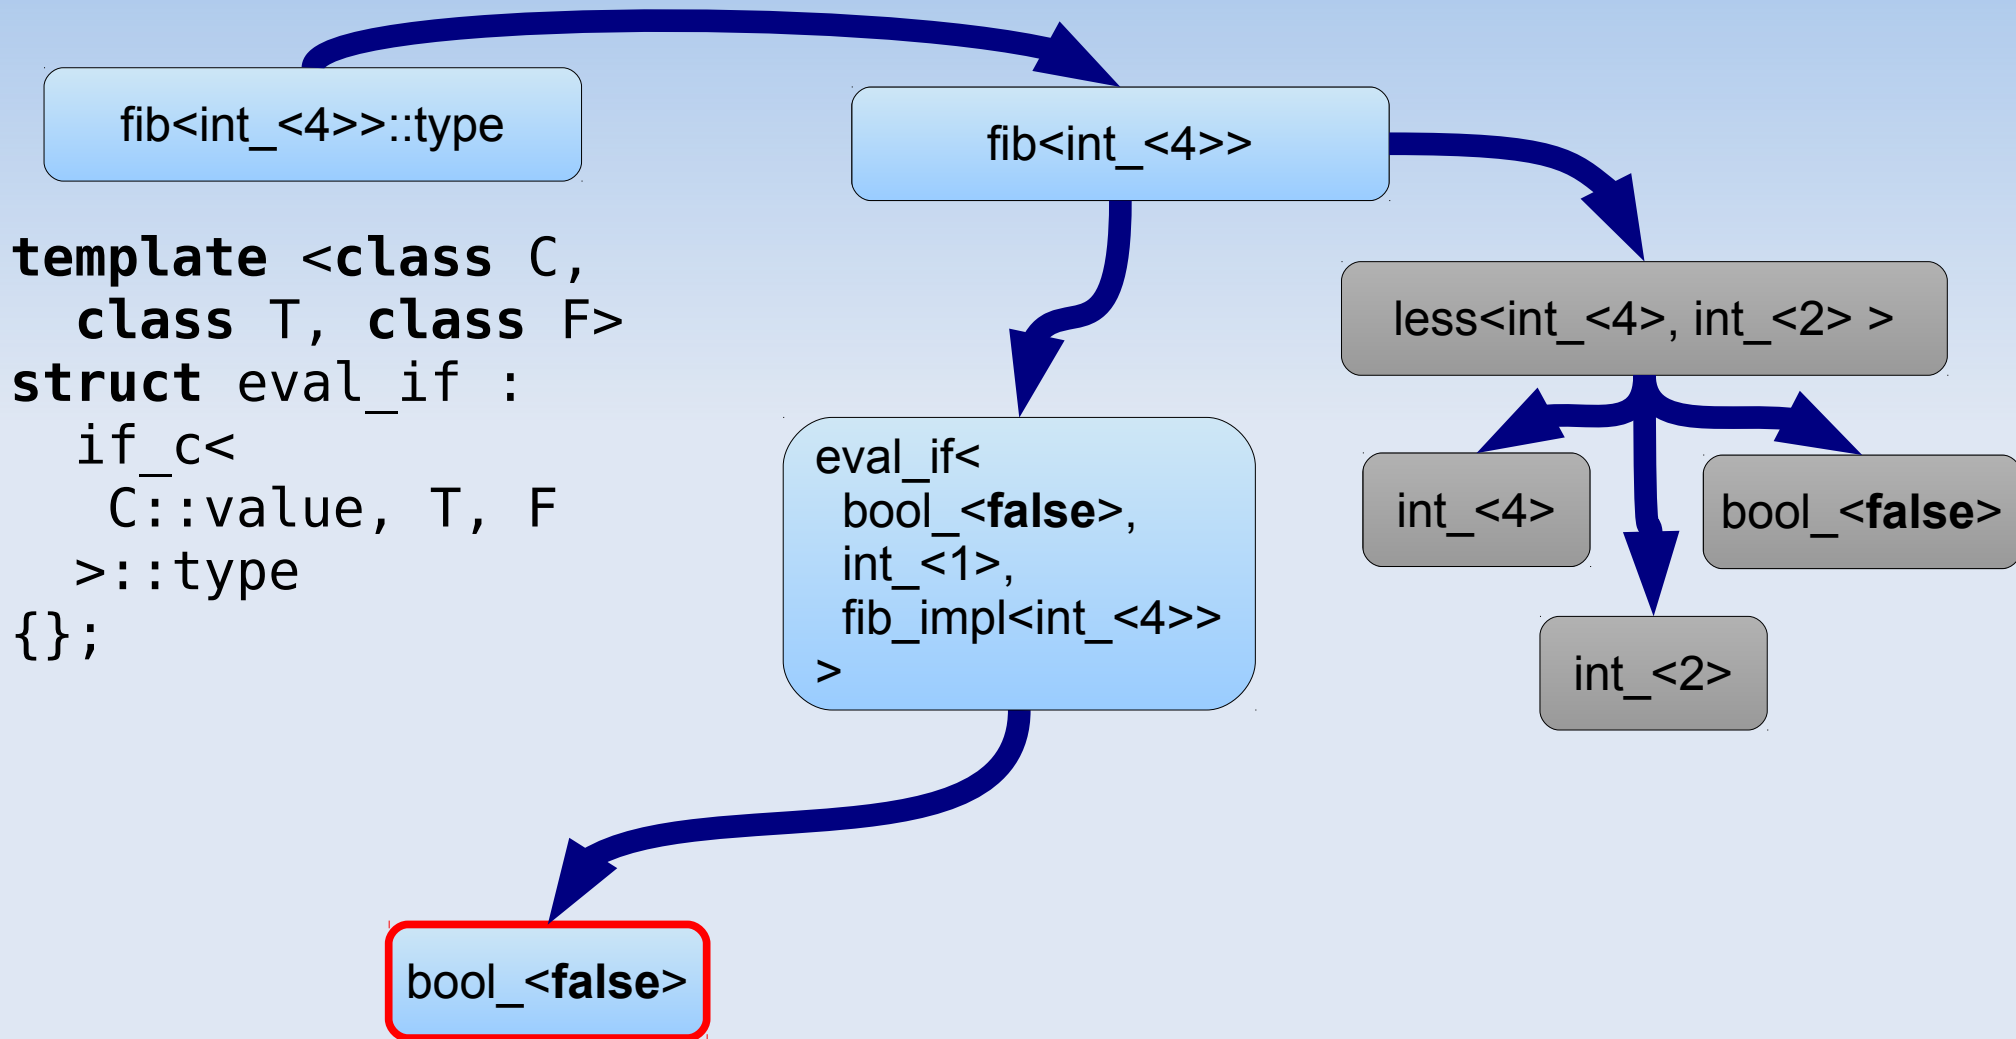 fib<int_<4>>::type
fib<int_<4>>
template <class C,
  class T, class F>
struct eval_if :
  if_c<
   C::value, T, F
  >::type
{};
less<int_<4>, int_<2> >
eval_if<
  bool_<false>,
  int_<1>,
  fib_impl<int_<4>>
>
int_<4>
bool_<false>
int_<2>
bool_<false>